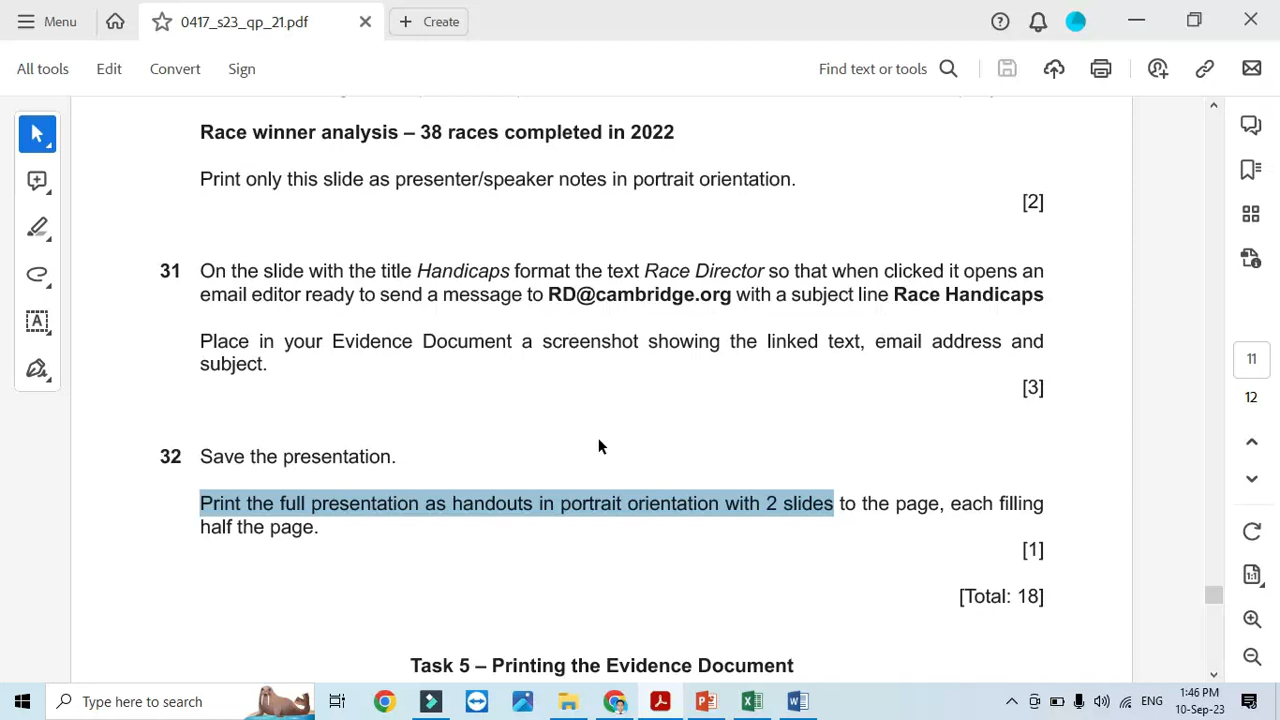 Menu
0417_s23_qp_21.pdf
Create
All tools
Edit
Convert
Sign
Find text or tools
Race winner analysis – 38 races completed in 2022
Print only this slide as presenter/speaker notes in portrait orientation.
[2]
31 On the slide with the title Handicaps format the text Race Director so that when clicked it opens an
email editor ready to send a message to RD@cambridge.org with a subject line Race Handicaps
Place in your Evidence Document a screenshot showing the linked text, email address and
subject.
[3]
32 Save the presentation.
Print the full presentation as handouts in portrait orientation with 2 slides to the page, each filling
half the page.
[1]
[Total: 18]
Task 5 – Printing the Evidence Document
11
12
1:1
Type here to search
ENG
1:46 PM
10-Sep-23